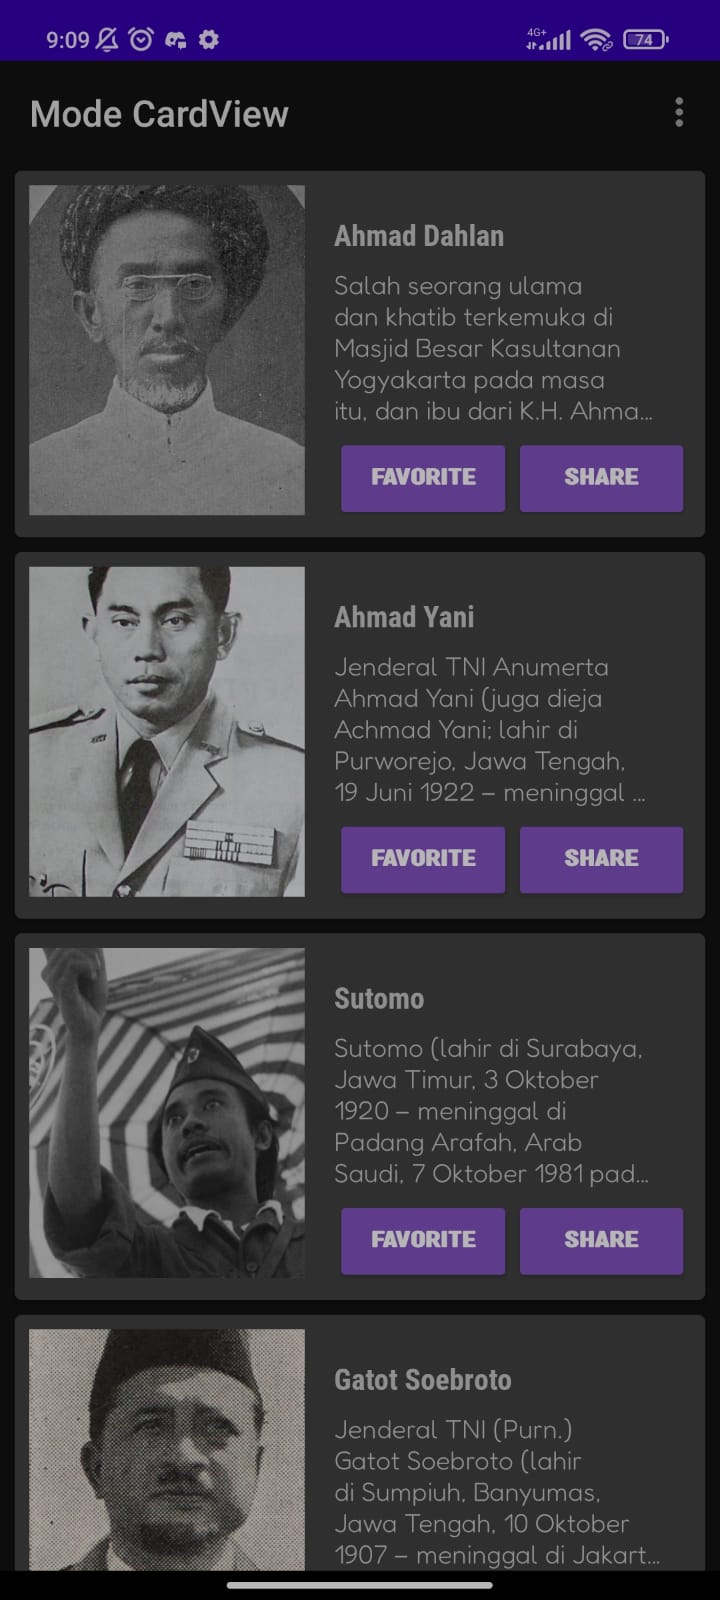 9:09
4G+
74
Mode CardView
Ahmad Dahlan
Salah seorang ulama
dan khatib terkemuka di
Masjid Besar Kasultanan
Yogyakarta pada masa
itu, dan ibu dari K.H. Ahma...
FAVORITE
SHARE
Ahmad Yani
Jenderal TNI Anumerta
Ahmad Yani (juga dieja
Achmad Yani; lahir di
Purworejo, Jawa Tengah,
19 Juni 1922 – meninggal ...
FAVORITE
SHARE
Sutomo
Sutomo (lahir di Surabaya,
Jawa Timur, 3 Oktober
1920 – meninggal di
Padang Arafah, Arab
Saudi, 7 Oktober 1981 pad...
FAVORITE
SHARE
Gatot Soebroto
Jenderal TNI (Purn.)
Gatot Soebroto (lahir
di Sumpiuh, Banyumas,
Jawa Tengah, 10 Oktober
1907 – meninggal di Jakart...